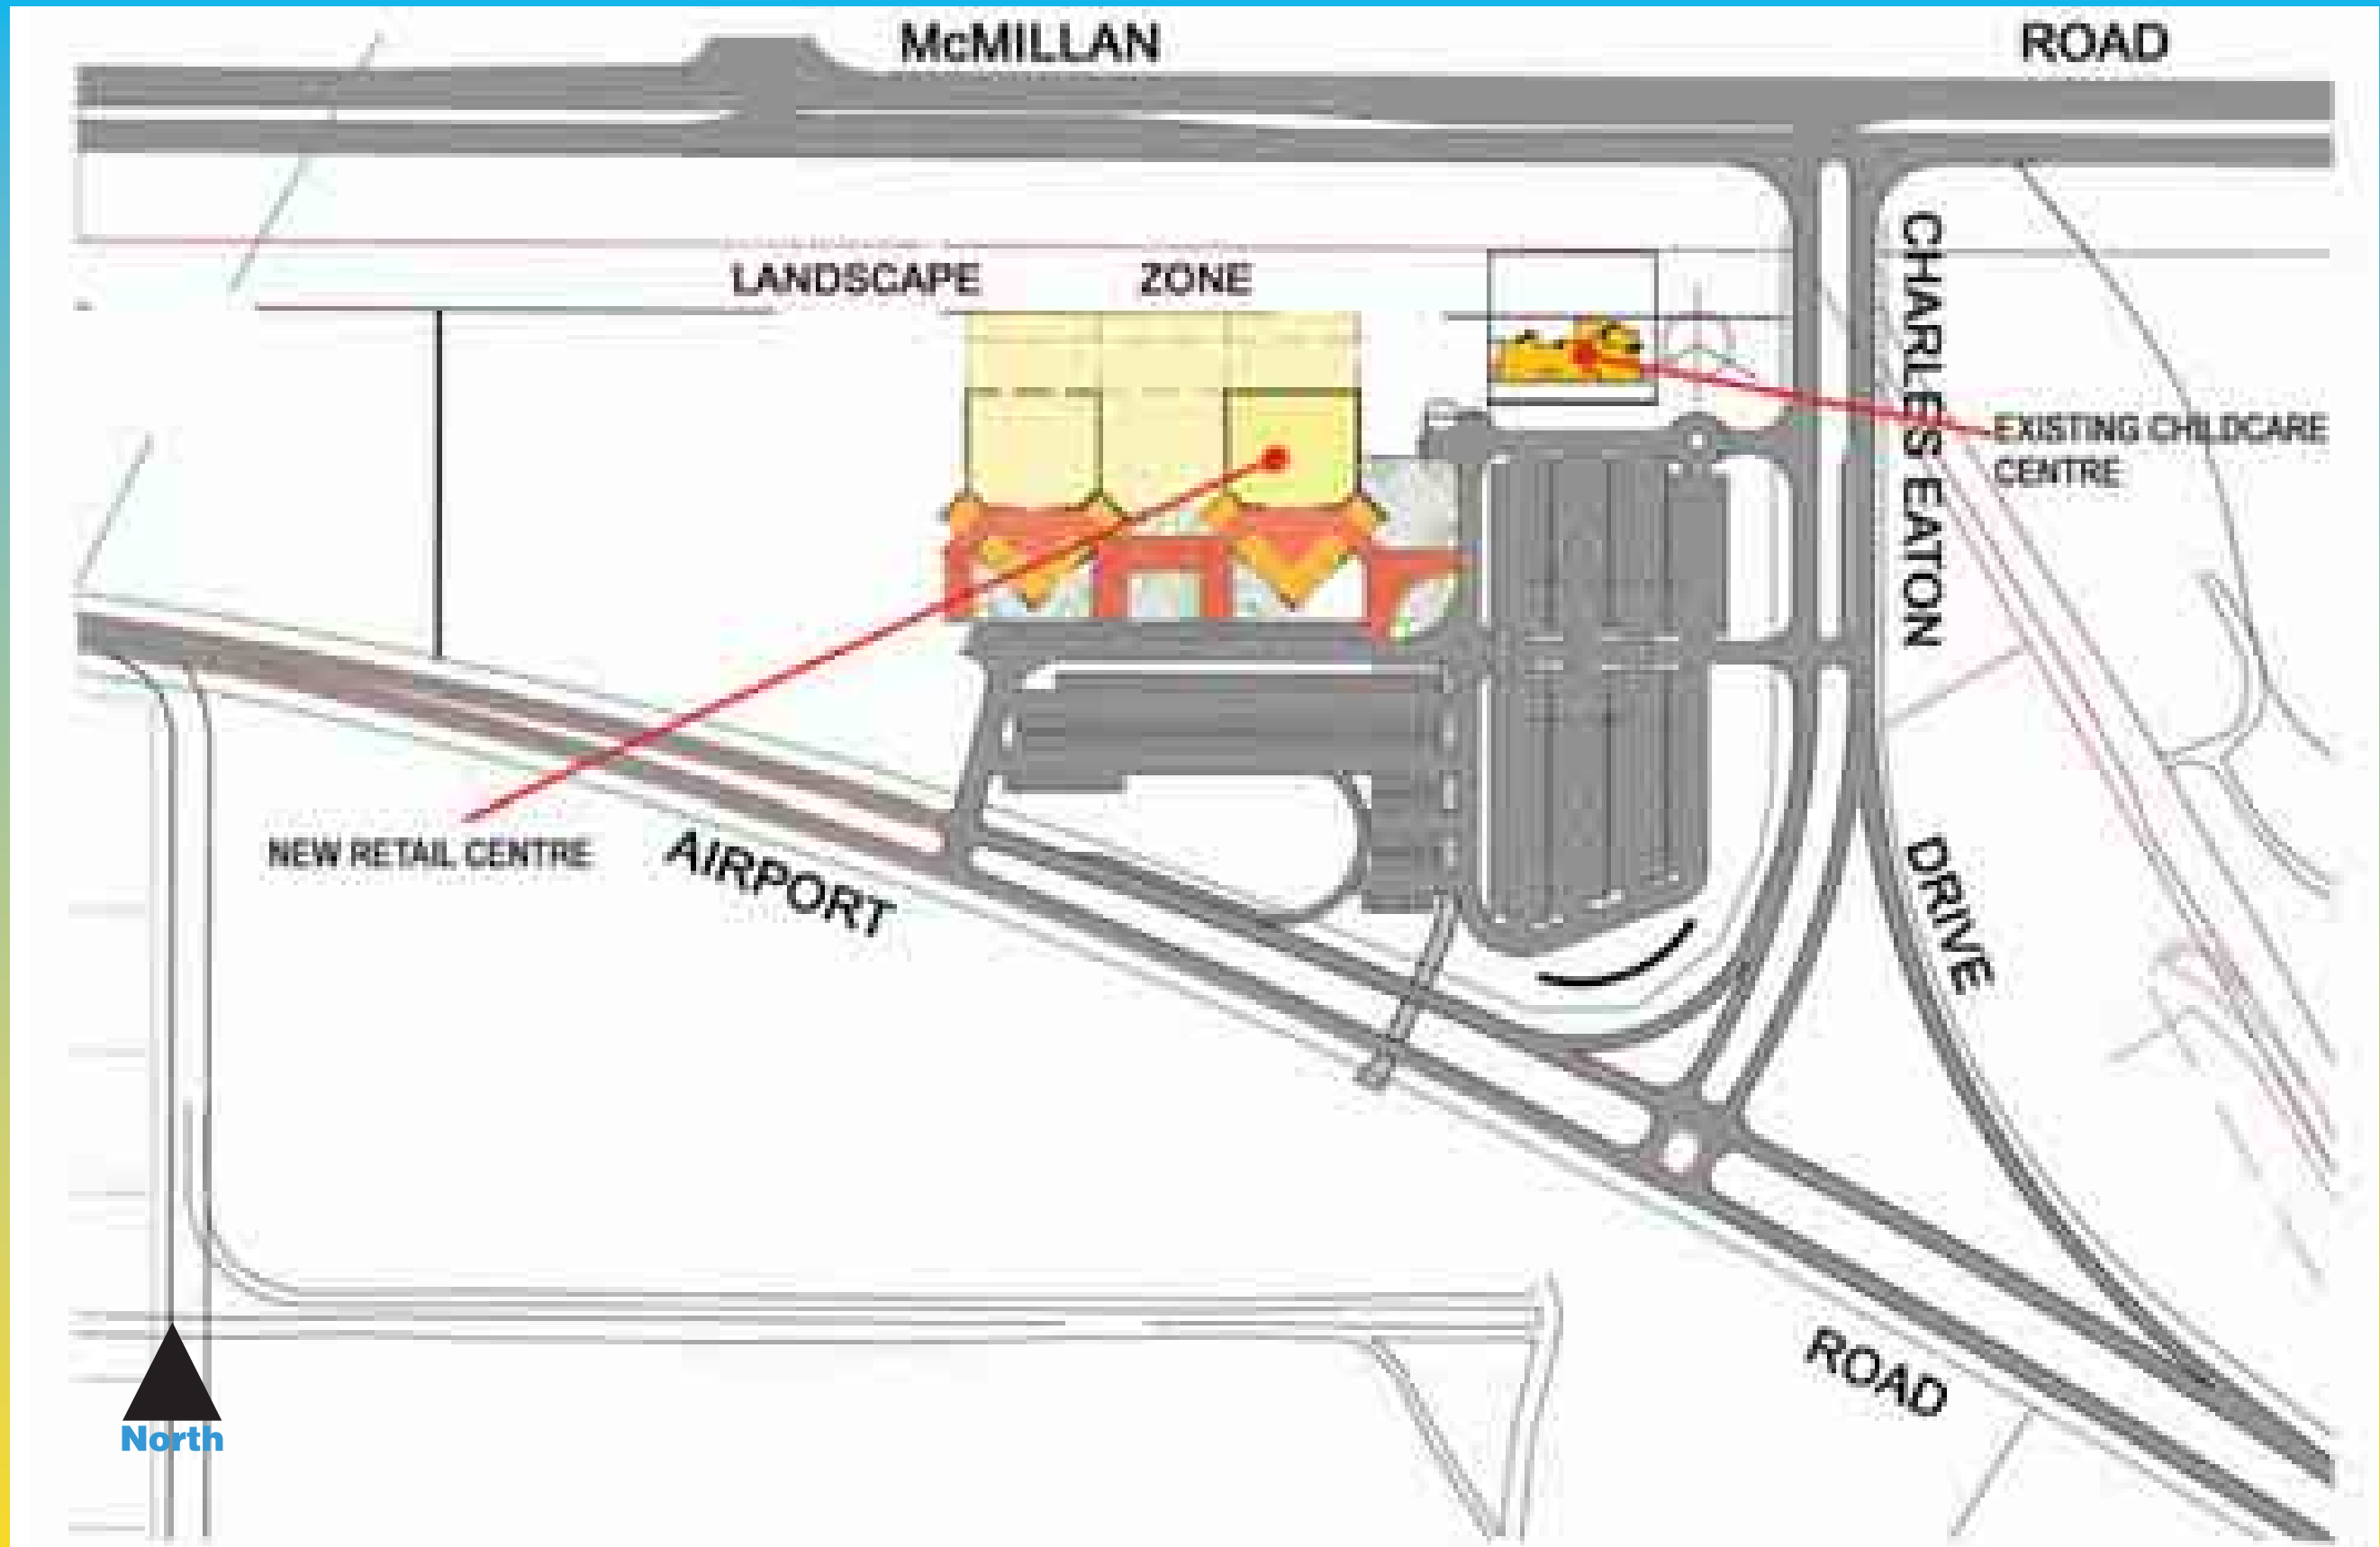 McMILLAN ROAD
LANDSCAPE ZONE
CHARLES EATON DRIVE
EXISTING CHILDCARE
CENTRE
NEW RETAIL CENTRE
AIRPORT ROAD
North